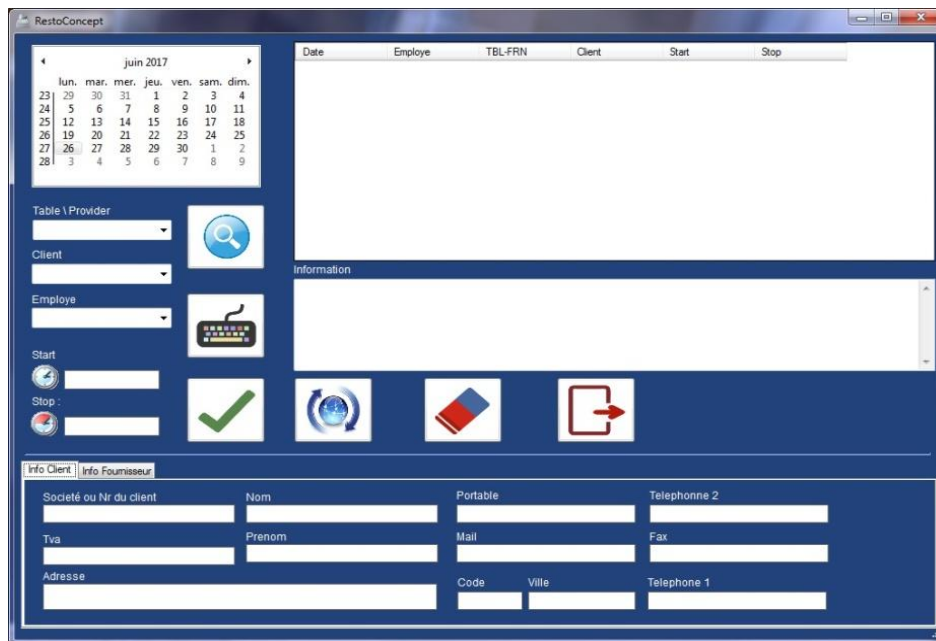 RestoConcept
juin 2017
lun. mar. mer. jeu. ven. sam. dim.
23 29 30 31 1 2 3 4
24 5 6 7 8 9 10 11
25 12 13 14 15 16 17 18
26 19 20 21 22 23 24 25
27 26 27 28 29 30 1 2
28 3 4 5 6 7 8 9
Date Employe TBL-FRN Client Start Stop
Table \ Provider
Client
Employe
Start
Stop :
Information
Info Client Info Fournisseur
Societé ou Nr du client Nom Portable Telephonne 2
Tva Prenom Mail Fax
Adresse Code Ville Telephone 1